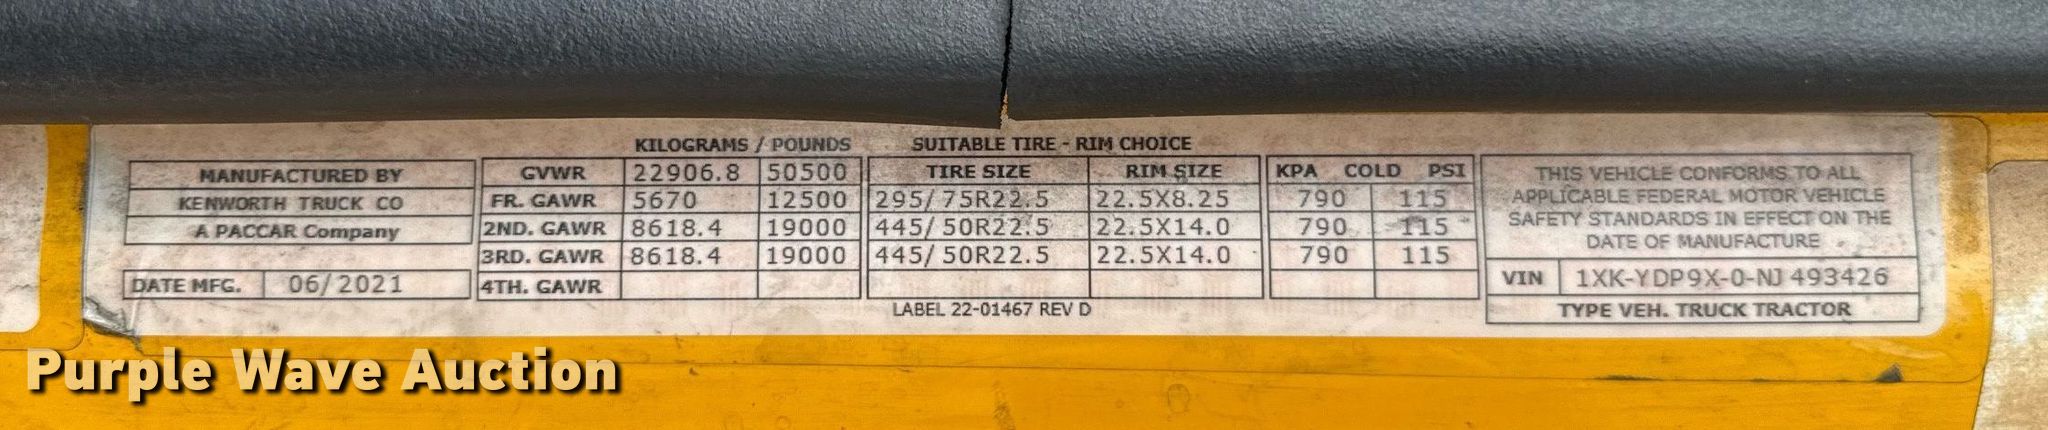 KILOGRAMS / POUNDS SUITABLE TIRE - RIM CHOICE
MANUFACTURED BY
KENWORTH TRUCK CO
A PACCAR Company
DATE MFG. 06/2021
GVWR 22906.8 50500 TIRE SIZE RIM SIZE KPA COLD PSI
FR. GAWR 5670 12500 295/75R22.5 22.5X8.25 790 115
2ND. GAWR 8618.4 19000 445/50R22.5 22.5X14.0 790 115
3RD. GAWR 8618.4 19000 445/50R22.5 22.5X14.0 790 115
4TH. GAWR
LABEL 22-01467 REV D
THIS VEHICLE CONFORMS TO ALL
APPLICABLE FEDERAL MOTOR VEHICLE
SAFETY STANDARDS IN EFFECT ON THE
DATE OF MANUFACTURE
VIN 1XK-YDP9X-0-NJ 493426
TYPE VEH. TRUCK TRACTOR
Purple Wave Auction